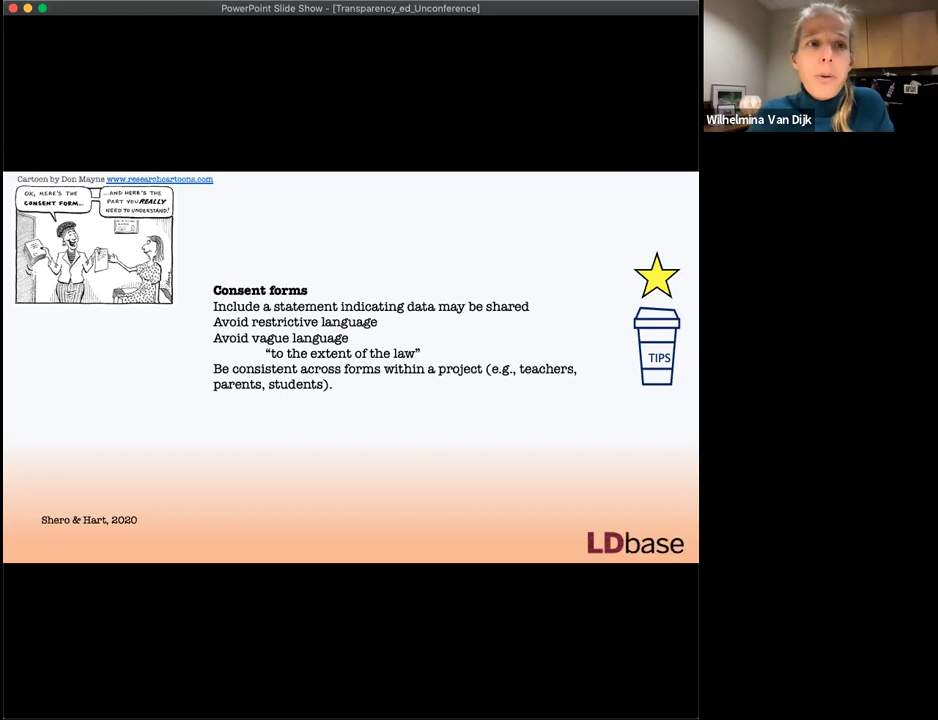 PowerPoint Slide Show - [Transparency_ed_Unconference]
Wilhelmina Van Dijk
Cartoon by Don Mayne www.researchcartoons.com
OK, HERE'S THE
CONSENT FORM...
...AND HERE'S THE
PART YOU REALLY
NEED TO UNDERSTAND!
Consent forms
Include a statement indicating data may be shared
Avoid restrictive language
Avoid vague language
“to the extent of the law”
Be consistent across forms within a project (e.g., teachers,
parents, students).
TIPS
Shero & Hart, 2020
LDbase